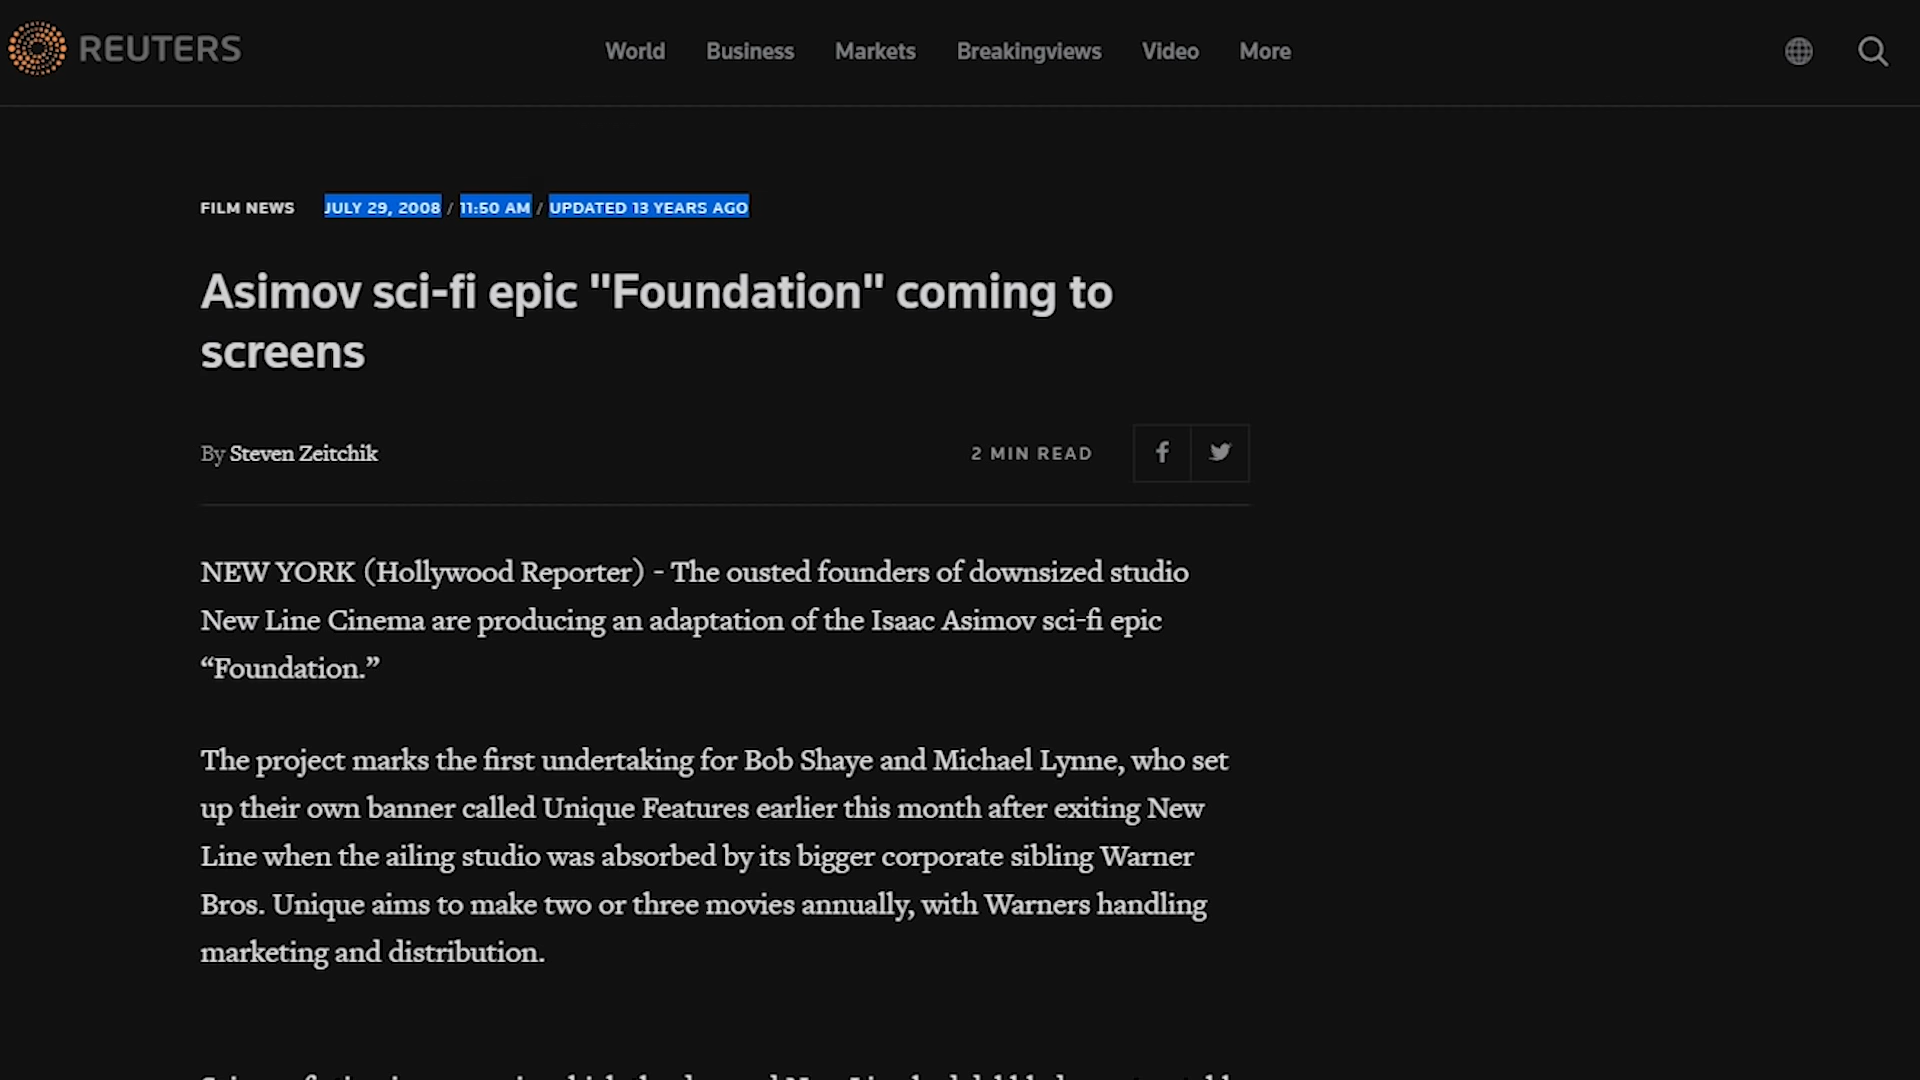 REUTERS
World Business Markets Breakingviews Video More
FILM NEWS JULY 29, 2008 / 11:50 AM / UPDATED 13 YEARS AGO
Asimov sci-fi epic "Foundation" coming to
screens
By Steven Zeitchik
2 MIN READ
NEW YORK (Hollywood Reporter) - The ousted founders of downsized studio
New Line Cinema are producing an adaptation of the Isaac Asimov sci-fi epic
“Foundation.”
The project marks the first undertaking for Bob Shaye and Michael Lynne, who set
up their own banner called Unique Features earlier this month after exiting New
Line when the ailing studio was absorbed by its bigger corporate sibling Warner
Bros. Unique aims to make two or three movies annually, with Warners handling
marketing and distribution.